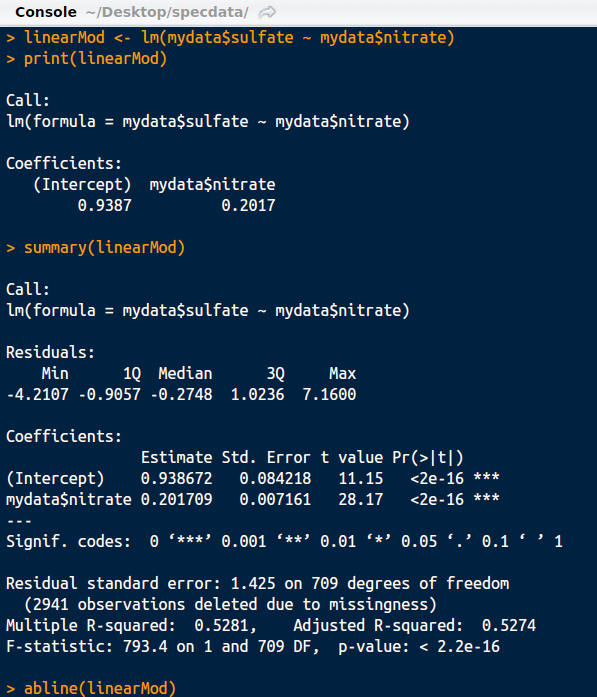 Console ~/Desktop/specdata/
> linearMod <- lm(mydata$sulfate ~ mydata$nitrate)
> print(linearMod)
Call:
lm(formula = mydata$sulfate ~ mydata$nitrate)
Coefficients:
(Intercept)  mydata$nitrate
0.9387          0.2017
> summary(linearMod)
Call:
lm(formula = mydata$sulfate ~ mydata$nitrate)
Residuals:
Min      1Q  Median      3Q     Max
-4.2107 -0.9057 -0.2748  1.0236  7.1600
Coefficients:
Estimate Std. Error t value Pr(>|t|)
(Intercept)    0.938672   0.084218   11.15   <2e-16 ***
mydata$nitrate 0.201709   0.007161   28.17   <2e-16 ***
---
Signif. codes:  0 ‘***’ 0.001 ‘**’ 0.01 ‘*’ 0.05 ‘.’ 0.1 ‘ ’ 1
Residual standard error: 1.425 on 709 degrees of freedom
(2941 observations deleted due to missingness)
Multiple R-squared:  0.5281,    Adjusted R-squared:  0.5274
F-statistic: 793.4 on 1 and 709 DF,  p-value: < 2.2e-16
> abline(linearMod)